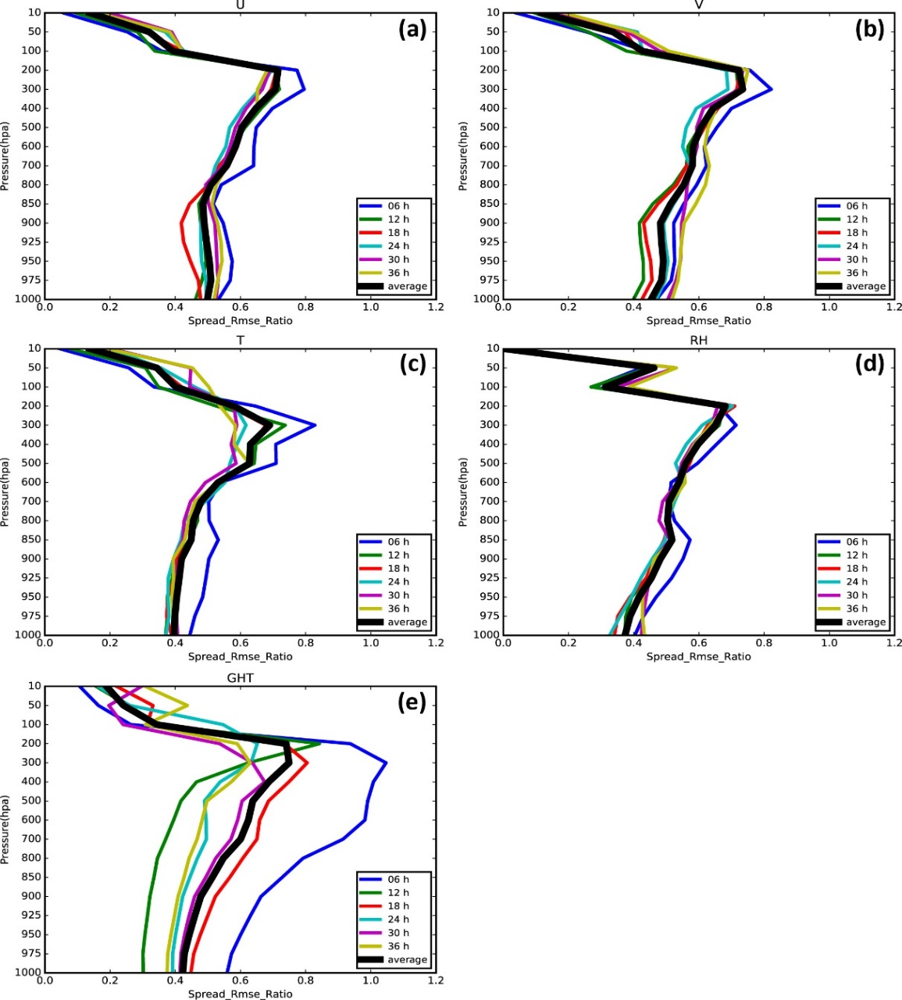 U
(a)
10
50
100
200
300
400
500
600
700
800
850
900
925
950
975
1000
Pressure(hpa)
06 h
12 h
18 h
24 h
30 h
36 h
average
0.0 0.2 0.4 0.6 0.8 1.0 1.2
Spread_Rmse_Ratio
V
(b)
10
50
100
200
300
400
500
600
700
800
850
900
925
950
975
1000
Pressure(hpa)
06 h
12 h
18 h
24 h
30 h
36 h
average
0.0 0.2 0.4 0.6 0.8 1.0 1.2
Spread_Rmse_Ratio
T
(c)
10
50
100
200
300
400
500
600
700
800
850
900
925
950
975
1000
Pressure(hpa)
06 h
12 h
18 h
24 h
30 h
36 h
average
0.0 0.2 0.4 0.6 0.8 1.0 1.2
Spread_Rmse_Ratio
RH
(d)
10
50
100
200
300
400
500
600
700
800
850
900
925
950
975
1000
Pressure(hpa)
06 h
12 h
18 h
24 h
30 h
36 h
average
0.0 0.2 0.4 0.6 0.8 1.0 1.2
Spread_Rmse_Ratio
GHT
(e)
10
50
100
200
300
400
500
600
700
800
850
900
925
950
975
1000
Pressure(hpa)
06 h
12 h
18 h
24 h
30 h
36 h
average
0.0 0.2 0.4 0.6 0.8 1.0 1.2
Spread_Rmse_Ratio